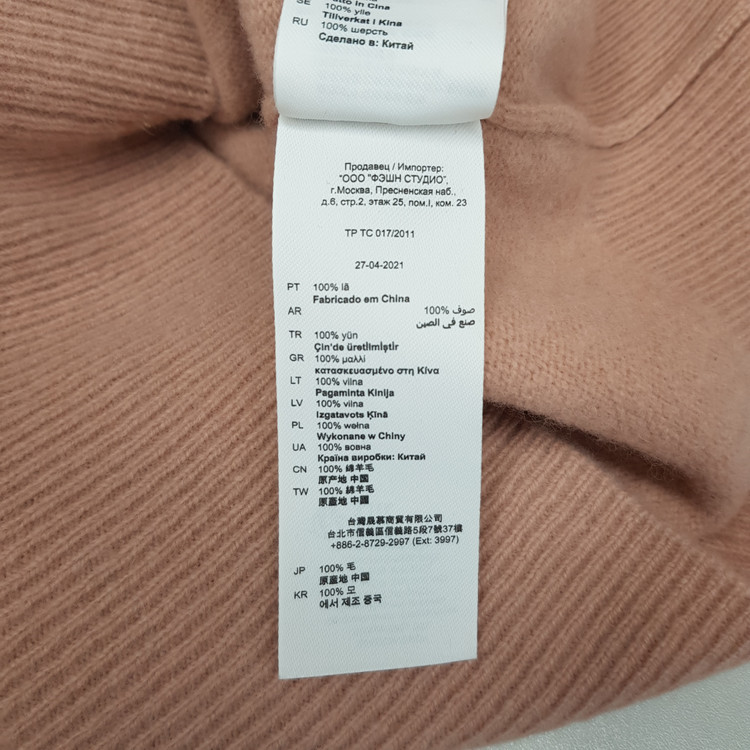 SE 100% ylle
Tillverkat i Kina
RU 100% шерсть
Сделано в: Китай
Продавец / Импортер:
"ООО "ФЭШН СТУДИО",
г.Москва, Пресненская наб.,
д.6, стр.2, этаж 25, пом.I, ком. 23
ТР ТС 017/2011
27-04-2021
PT 100% lã
Fabricado em China
AR 100% صوف
صنع في الصين
TR 100% yün
Çin'de üretilmiştir
GR 100% μαλλί
κατασκευασμένο στη Κίνα
LT 100% vilna
Pagaminta Kinija
LV 100% vilna
Izgatavots Ķīnā
PL 100% wełna
Wykonane w Chiny
UA 100% вовна
Країна виробки: Китай
CN 100% 綿羊毛
原产地 中国
TW 100% 綿羊毛
原產地 中國
台灣晟慕商貿有限公司
台北市信義區信義路5段7號37樓
+886-2-8729-2997 (Ext: 3997)
JP 100% 毛
原産地 中国
KR 100% 모
에서 제조 중국